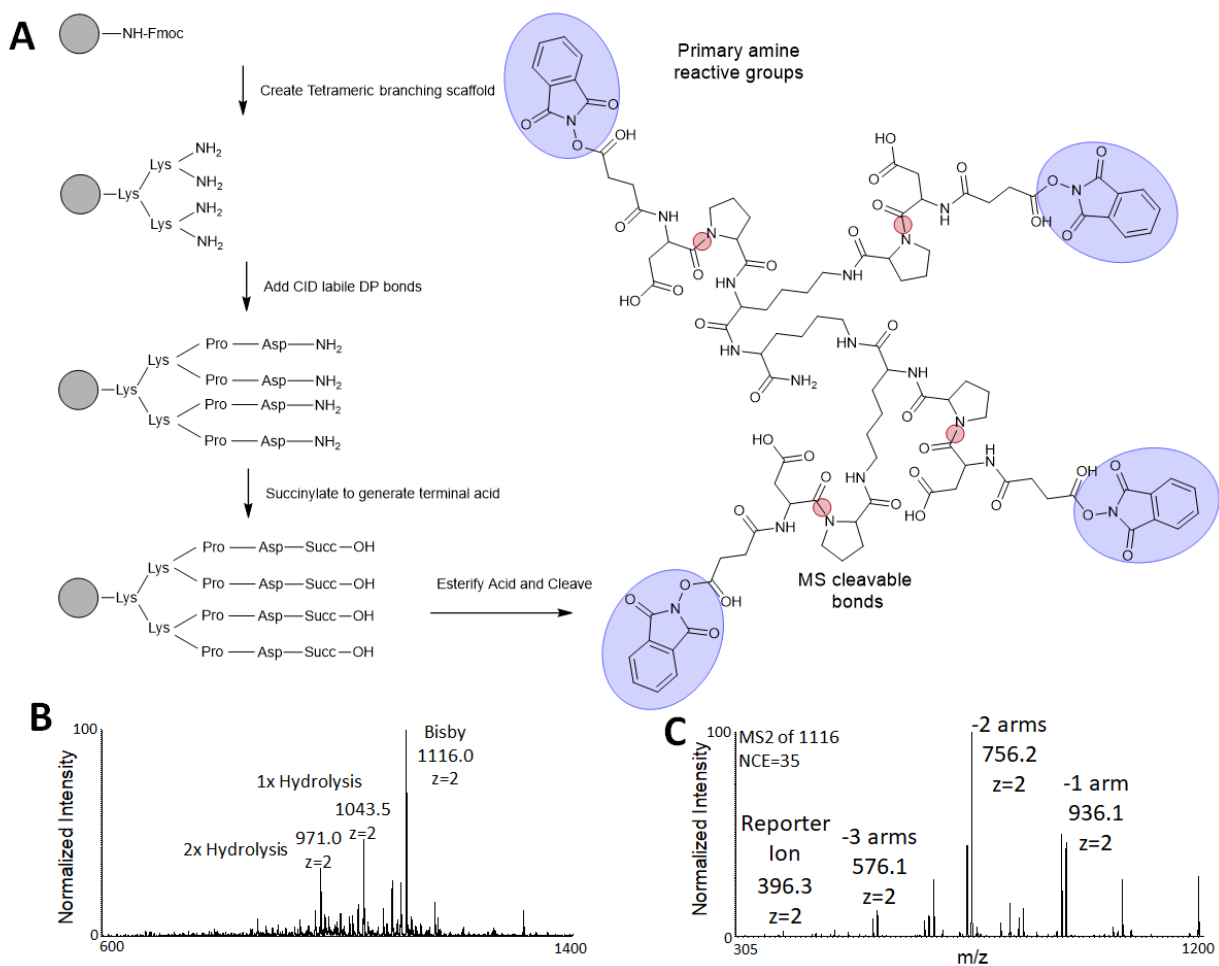 A
NH-Fmoc
Create Tetrameric branching scaffold
Lys
Lys
Lys
NH2
NH2
NH2
NH2
Add CID labile DP bonds
Lys
Lys
Lys
Pro Asp NH2
Pro Asp NH2
Pro Asp NH2
Pro Asp NH2
Succinylate to generate terminal acid
Lys
Lys
Lys
Pro Asp Succ OH
Pro Asp Succ OH
Pro Asp Succ OH
Pro Asp Succ OH
Esterify Acid and Cleave
Primary amine
reactive groups
MS cleavable
bonds
B
Normalized Intensity
100
0
600
1400
Bisby
1116.0
z=2
1x Hydrolysis
1043.5
z=2
2x Hydrolysis
971.0
z=2
C
Normalized Intensity
100
0
305
1200
m/z
MS2 of 1116
NCE=35
Reporter
Ion
396.3
z=2
-3 arms
576.1
z=2
-2 arms
756.2
z=2
-1 arm
936.1
z=2